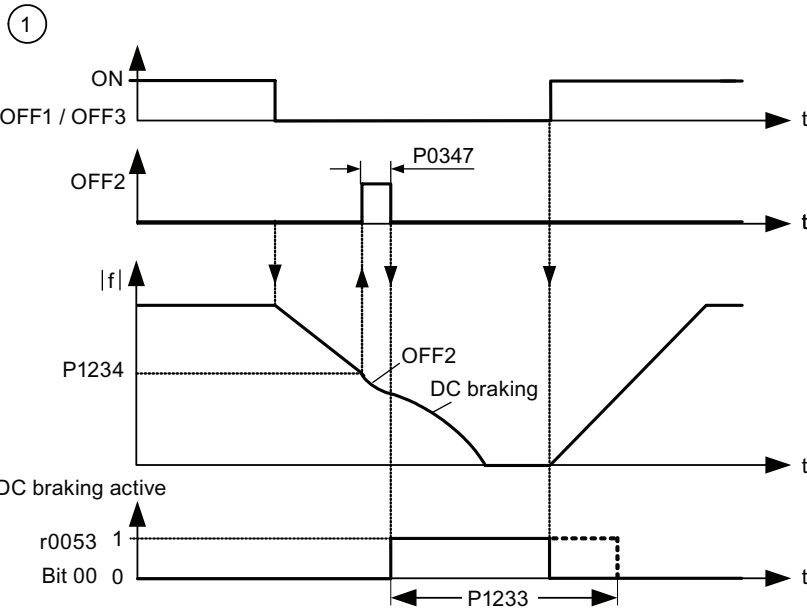 1
ON
OFF1 / OFF3
t
P0347
OFF2
t
|f|
P1234
OFF2
DC braking
t
DC braking active
r0053 1
Bit 00 0
t
P1233